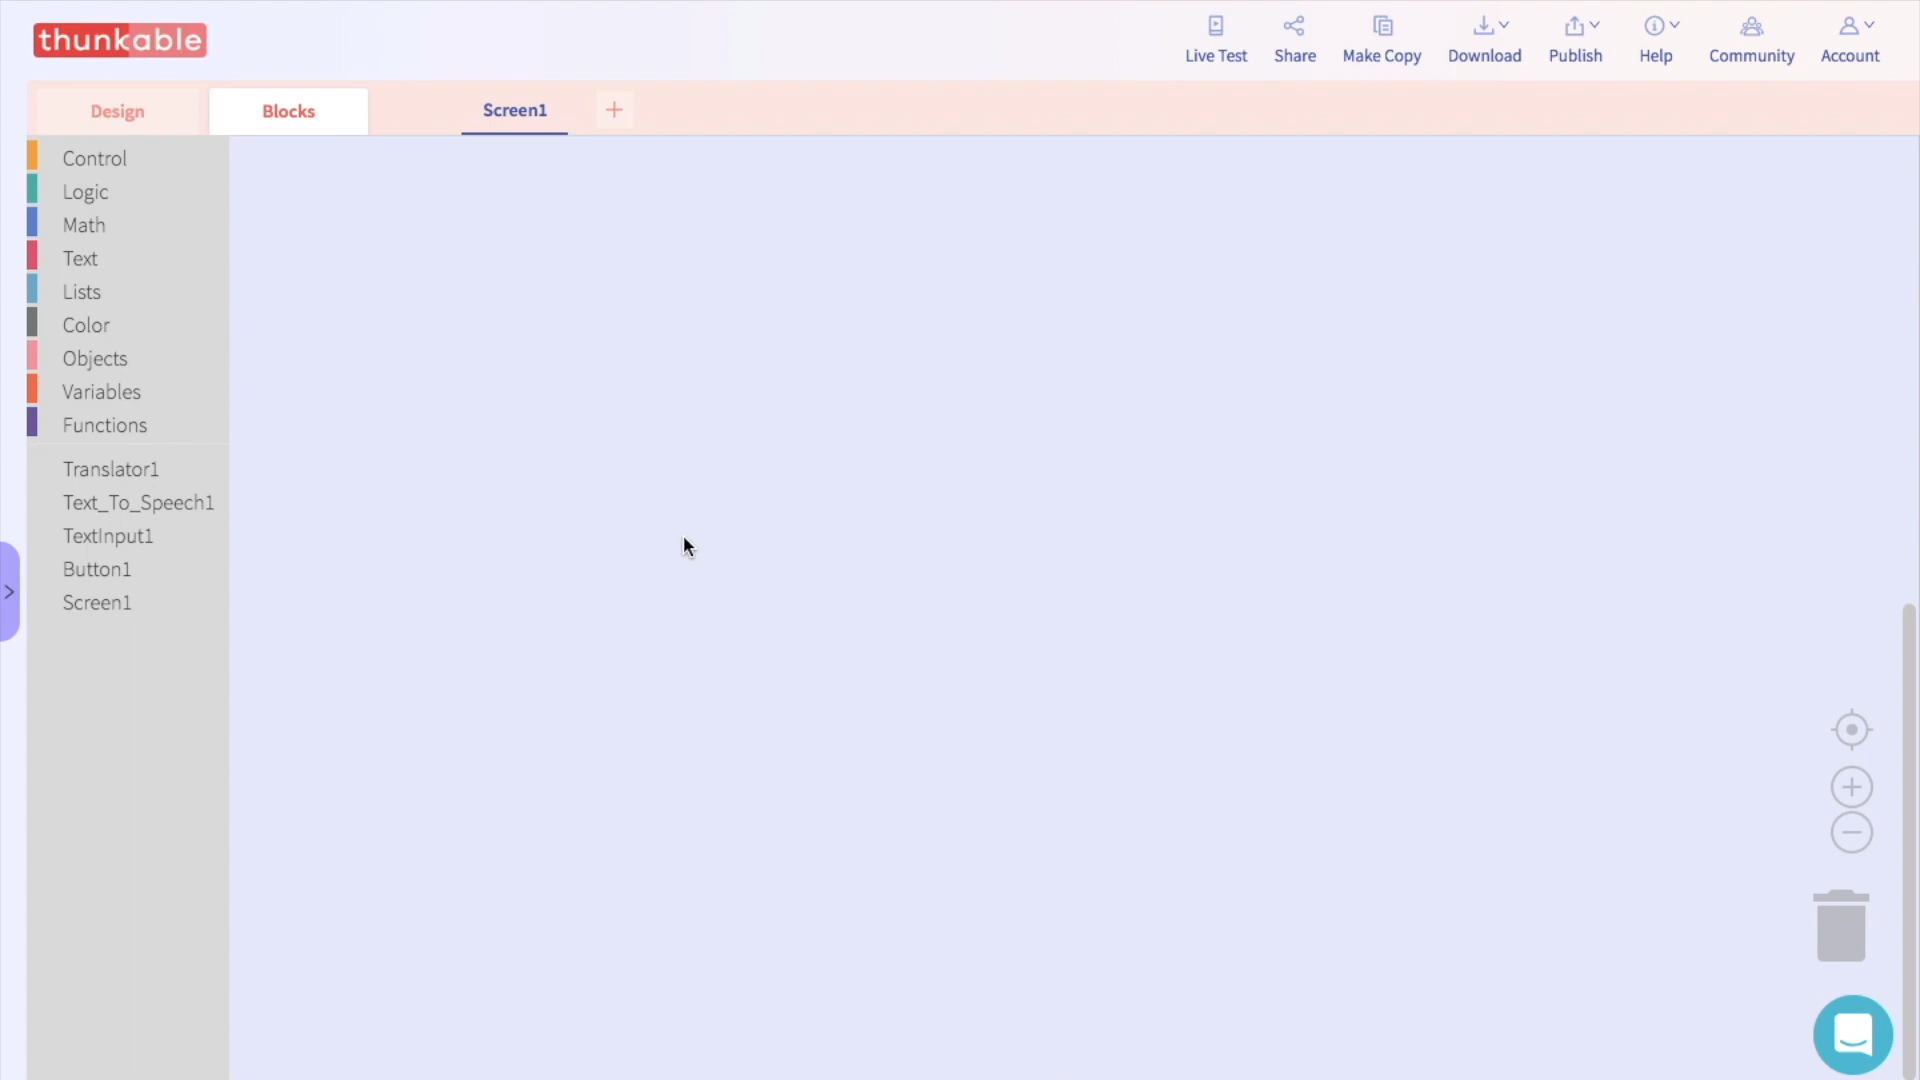 thunkable
Live Test
Share
Make Copy
Download
Publish
Help
Community
Account
Design
Blocks
Screen1
Control
Logic
Math
Text
Lists
Color
Objects
Variables
Functions
Translator1
Text_To_Speech1
TextInput1
Button1
Screen1